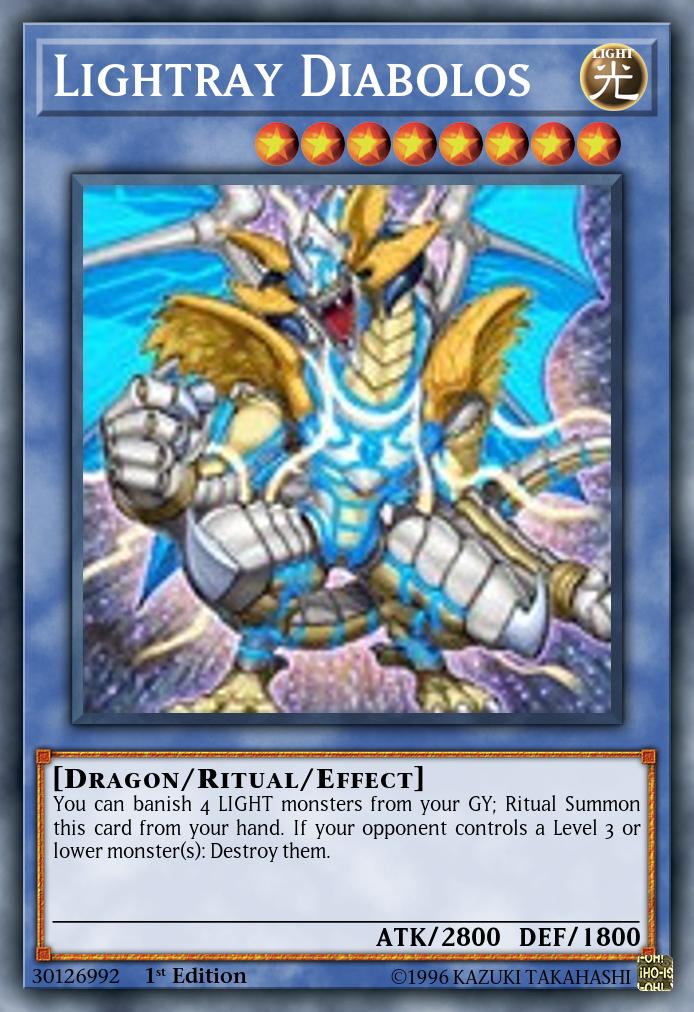 Lightray Diabolos
LIGHT
光
[Dragon/Ritual/Effect]
You can banish 4 LIGHT monsters from your GY; Ritual Summon
this card from your hand. If your opponent controls a Level 3 or
lower monster(s): Destroy them.
ATK/2800 DEF/1800
30126992 1st Edition ©1996 KAZUKI TAKAHASHI